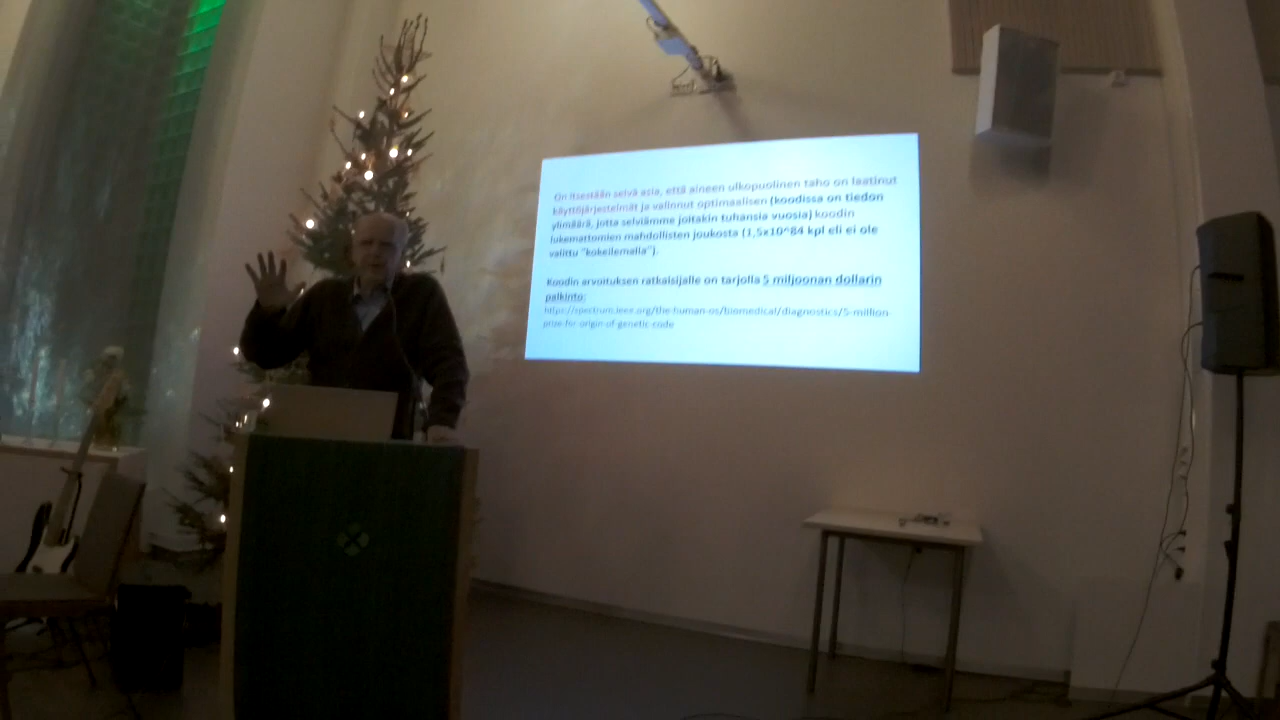 On itsestään selvä asia, että aineen ulkopuolinen taho on laatinut
käyttöjärjestelmät ja valinnut optimaalisen (koodissa on tiedon
ylimäärä, jotta selviämme joitakin tuhansia vuosia) koodin
lukemattomien mahdollisten joukosta (1,5x10^84 kpl eli ei ole
valittu "kokeilemalla").
Koodin arvoituksen ratkaisijalle on tarjolla 5 miljoonan dollarin
palkinto:
https://spectrum.ieee.org/the-human-os/biomedical/diagnostics/5-million-
prize-for-origin-of-genetic-code